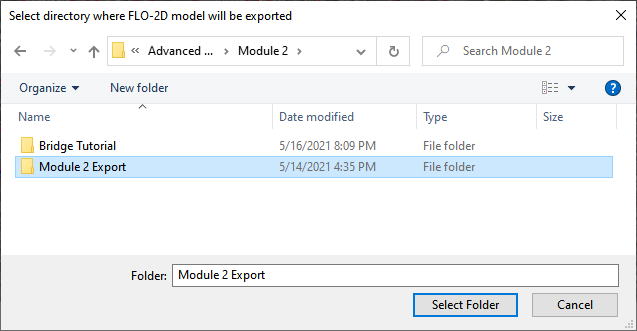 Select directory where FLO-2D model will be exported
« Advanced ... > Module 2 > Search Module 2
Organize New folder
Name Date modified Type Size
Bridge Tutorial 5/16/2021 8:09 PM File folder
Module 2 Export 5/14/2021 4:35 PM File folder
Folder: Module 2 Export
Select Folder Cancel